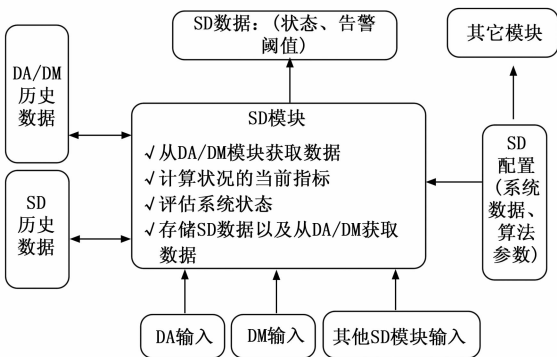 SD数据：(状态、告警
阈值)
其它模块
DA/DM
历史
数据
SD模块
√从DA/DM模块获取数据
√计算状况的当前指标
√评估系统状态
√存储SD数据以及从DA/DM获取
数据
SD
历史
数据
SD
配置
(系统
数据、
算法
参数)
DA输入
DM输入
其他SD模块输入